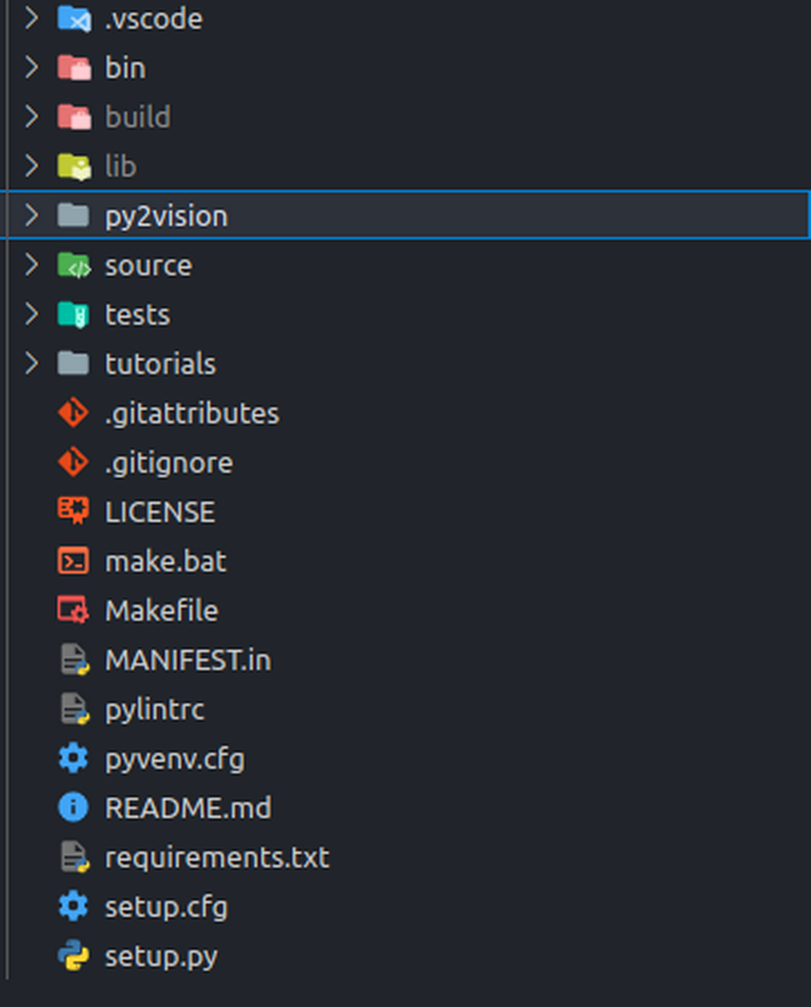 .vscode
bin
build
lib
py2vision
source
tests
tutorials
.gitattributes
.gitignore
LICENSE
make.bat
Makefile
MANIFEST.in
pylintrc
pyvenv.cfg
README.md
requirements.txt
setup.cfg
setup.py